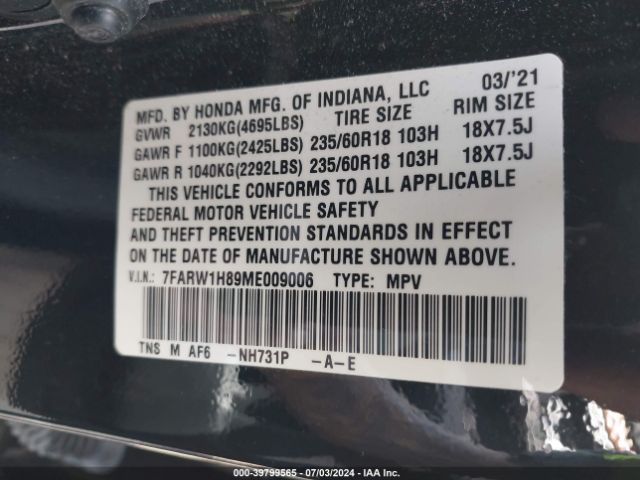 MFD. BY HONDA MFG. OF INDIANA, LLC 03/'21
GVWR 2130KG(4695LBS) TIRE SIZE RIM SIZE
GAWR F 1100KG(2425LBS) 235/60R18 103H 18X7.5J
GAWR R 1040KG(2292LBS) 235/60R18 103H 18X7.5J
THIS VEHICLE CONFORMS TO ALL APPLICABLE
FEDERAL MOTOR VEHICLE SAFETY
AND THEFT PREVENTION STANDARDS IN EFFECT
ON THE DATE OF MANUFACTURE SHOWN ABOVE.
V.I.N.: 7FARW1H89ME009006 TYPE: MPV
TNS M AF6 -NH731P -A-E
000-39799565 - 07/03/2024 - IAA Inc.